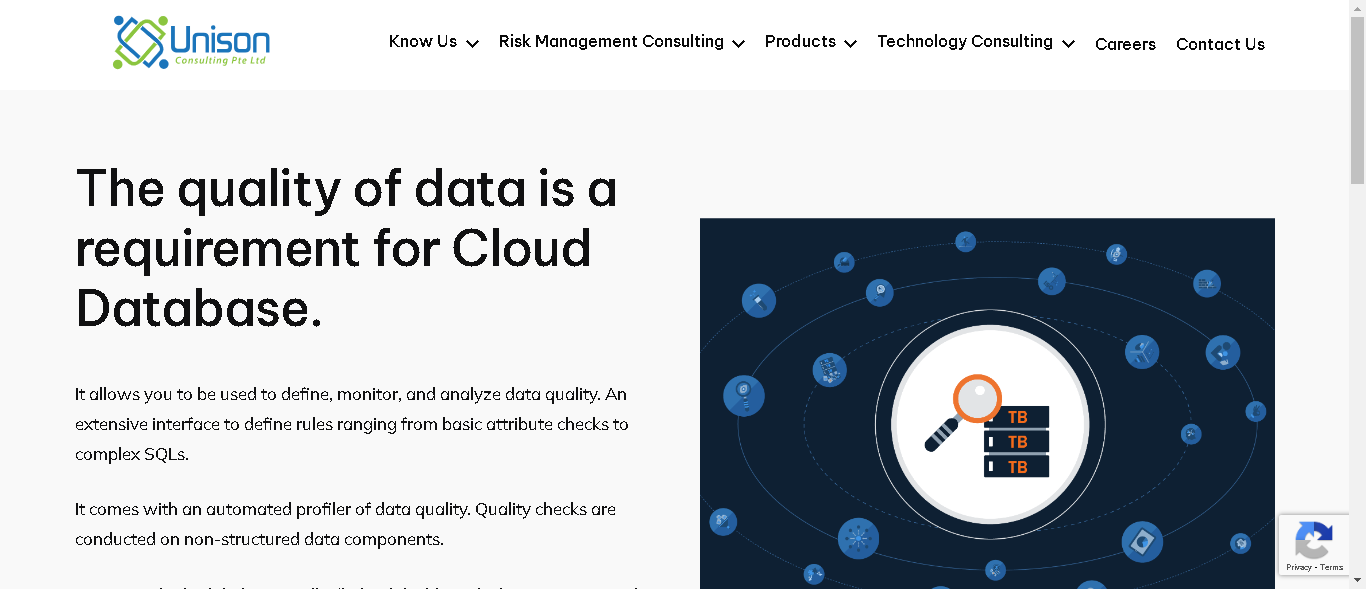 Unison
Consulting Pte Ltd
Know Us
Risk Management Consulting
Products
Technology Consulting
Careers
Contact Us
The quality of data is a
requirement for Cloud
Database.
It allows you to be used to define, monitor, and analyze data quality. An
extensive interface to define rules ranging from basic attribute checks to
complex SQLs.
It comes with an automated profiler of data quality. Quality checks are
conducted on non-structured data components.
TB
TB
TB
Privacy - Terms